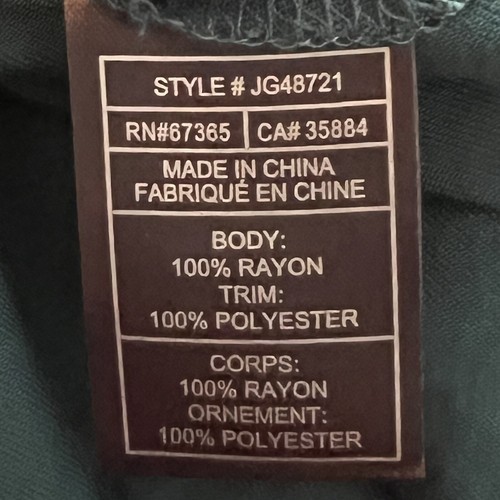 STYLE # JG48721
RN#67365 CA# 35884
MADE IN CHINA
FABRIQUÉ EN CHINE
BODY:
100% RAYON
TRIM:
100% POLYESTER
CORPS:
100% RAYON
ORNEMENT:
100% POLYESTER